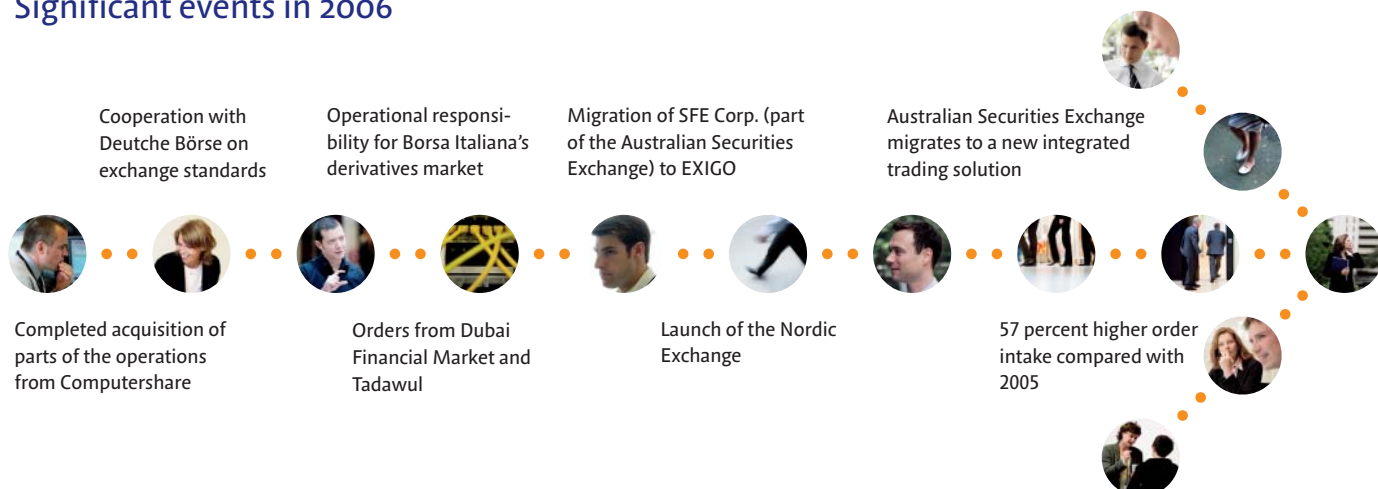 Significant events in 2006
Cooperation with
Deutche Börse on
exchange standards
Operational responsi-
bility for Borsa Italiana’s
derivatives market
Migration of SFE Corp. (part
of the Australian Securities
Exchange) to EXIGO
Australian Securities Exchange
migrates to a new integrated
trading solution
Completed acquisition of
parts of the operations
from Computershare
Orders from Dubai
Financial Market and
Tadawul
Launch of the Nordic
Exchange
57 percent higher order
intake compared with
2005